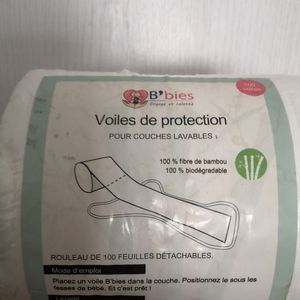 B'bies
100
Voiles de protection
POUR COUCHES LAVABLES
100 % fibre de bambou
100 % biodégradable
ROULEAU DE 100 FEUILLES DÉTACHABLES.
Mode d'emploi
Placez un voile B'bies dans la couche. Positionnez le sous les
fesses de bébé. Et c'est prêt !